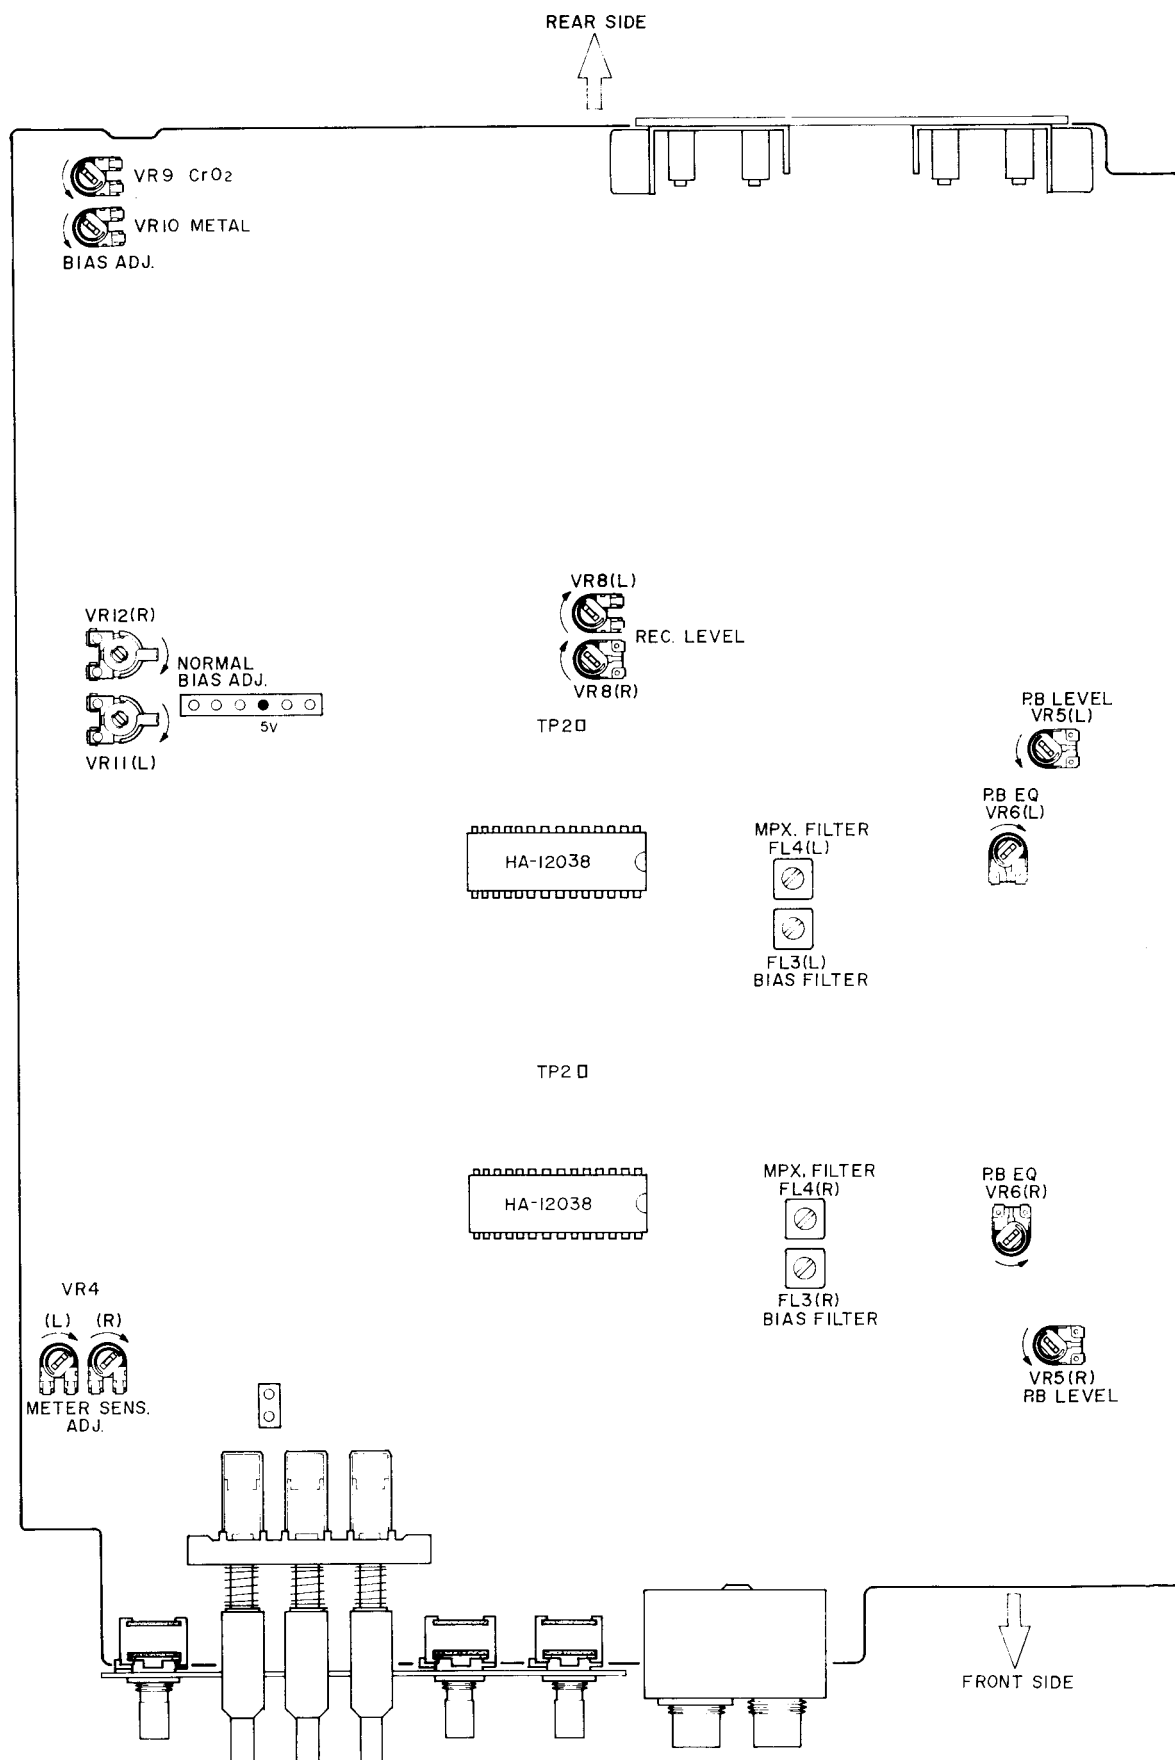 REAR SIDE
VR9 CrO2
VR10 METAL
BIAS ADJ.
VR8(L)
REC. LEVEL
VR8(R)
VR12(R)
NORMAL
BIAS ADJ.
5V
VR11(L)
TP2
P.B LEVEL
VR5(L)
P.B EQ
VR6(L)
MPX. FILTER
FL4(L)
HA-12038
FL3(L)
BIAS FILTER
TP2
MPX. FILTER
FL4(R)
P.B EQ
VR6(R)
HA-12038
FL3(R)
BIAS FILTER
VR4
(L) (R)
METER SENS.
ADJ.
VR5(R)
P.B LEVEL
FRONT SIDE